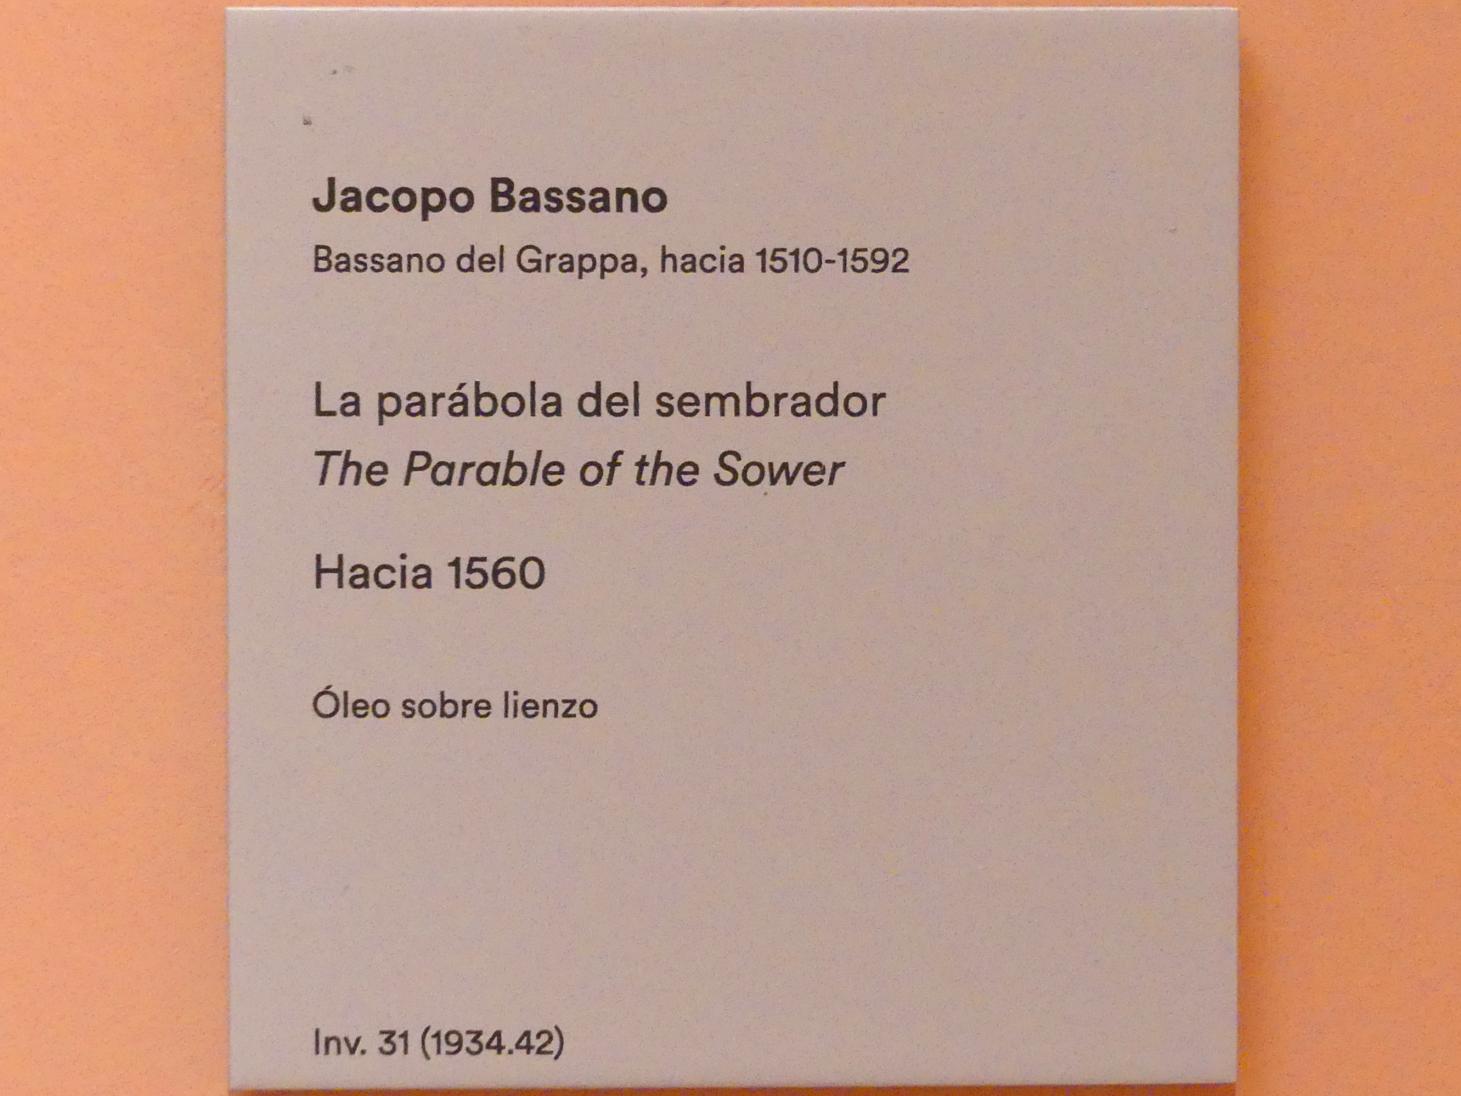 Jacopo Bassano
Bassano del Grappa, hacia 1510-1592
La parábola del sembrador
The Parable of the Sower
Hacia 1560
Óleo sobre lienzo
Inv. 31 (1934.42)